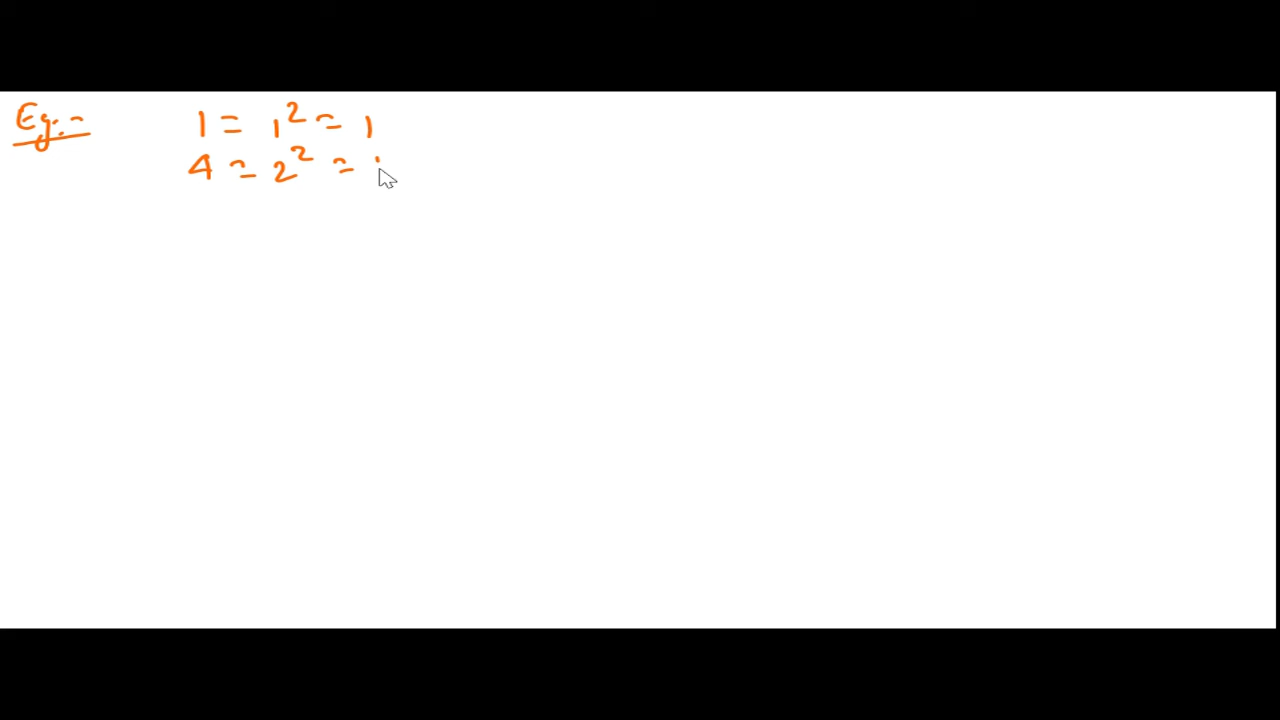 Eg:- 1 = 1² = 1
4 = 2² =